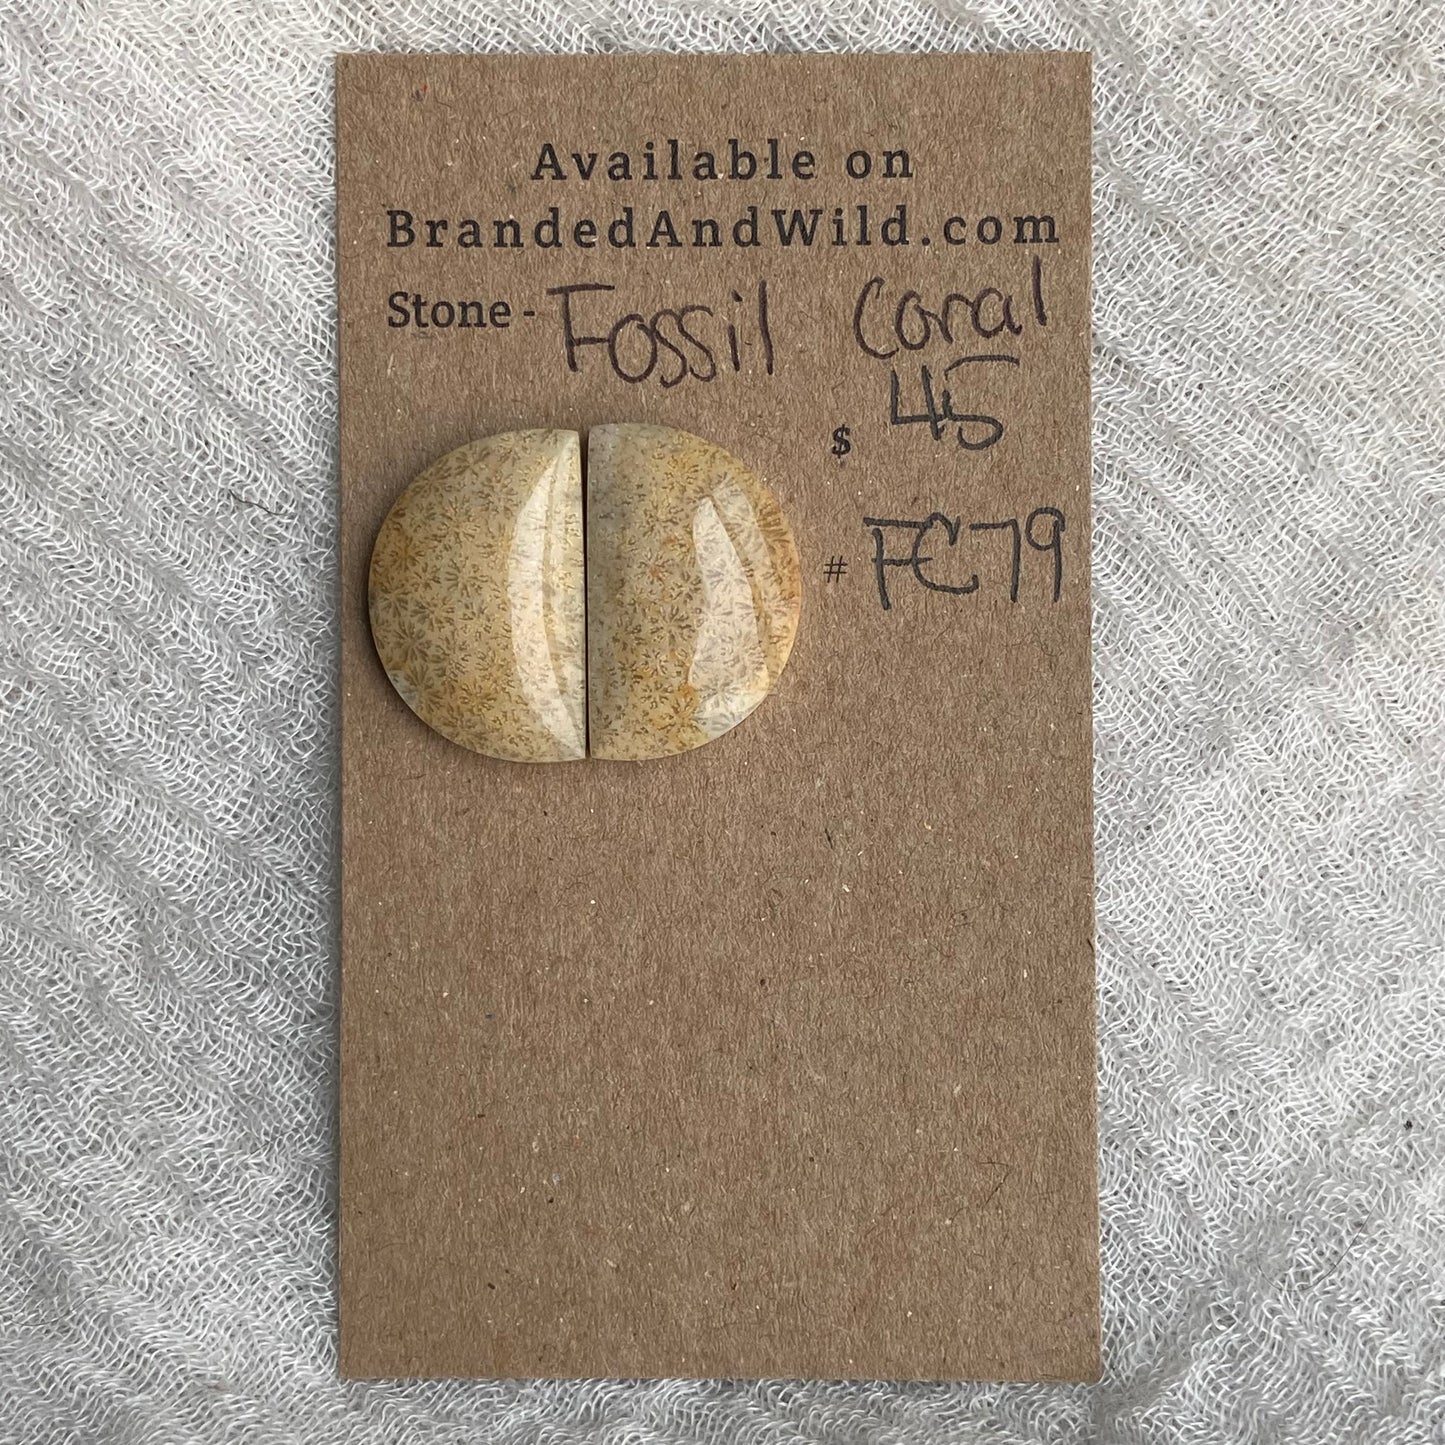 Available on
BrandedAndWild.com
Stone - Fossil Coral
$ 45
# FC79